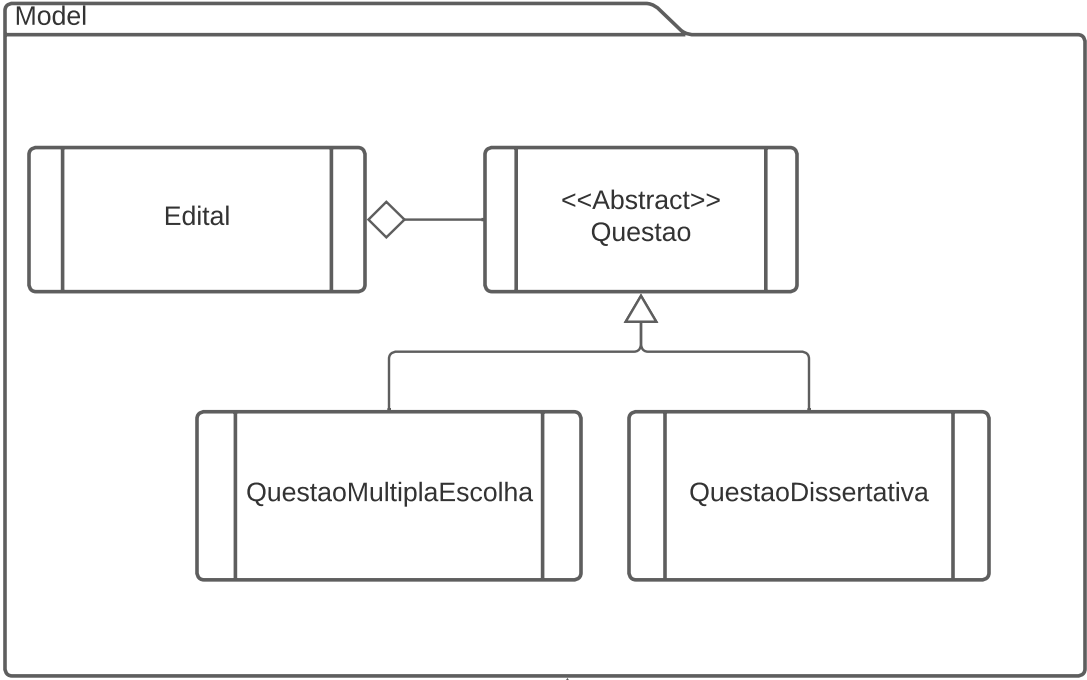 Model
Edital
<<Abstract>>
Questao
QuestaoMultiplaEscolha
QuestaoDissertativa